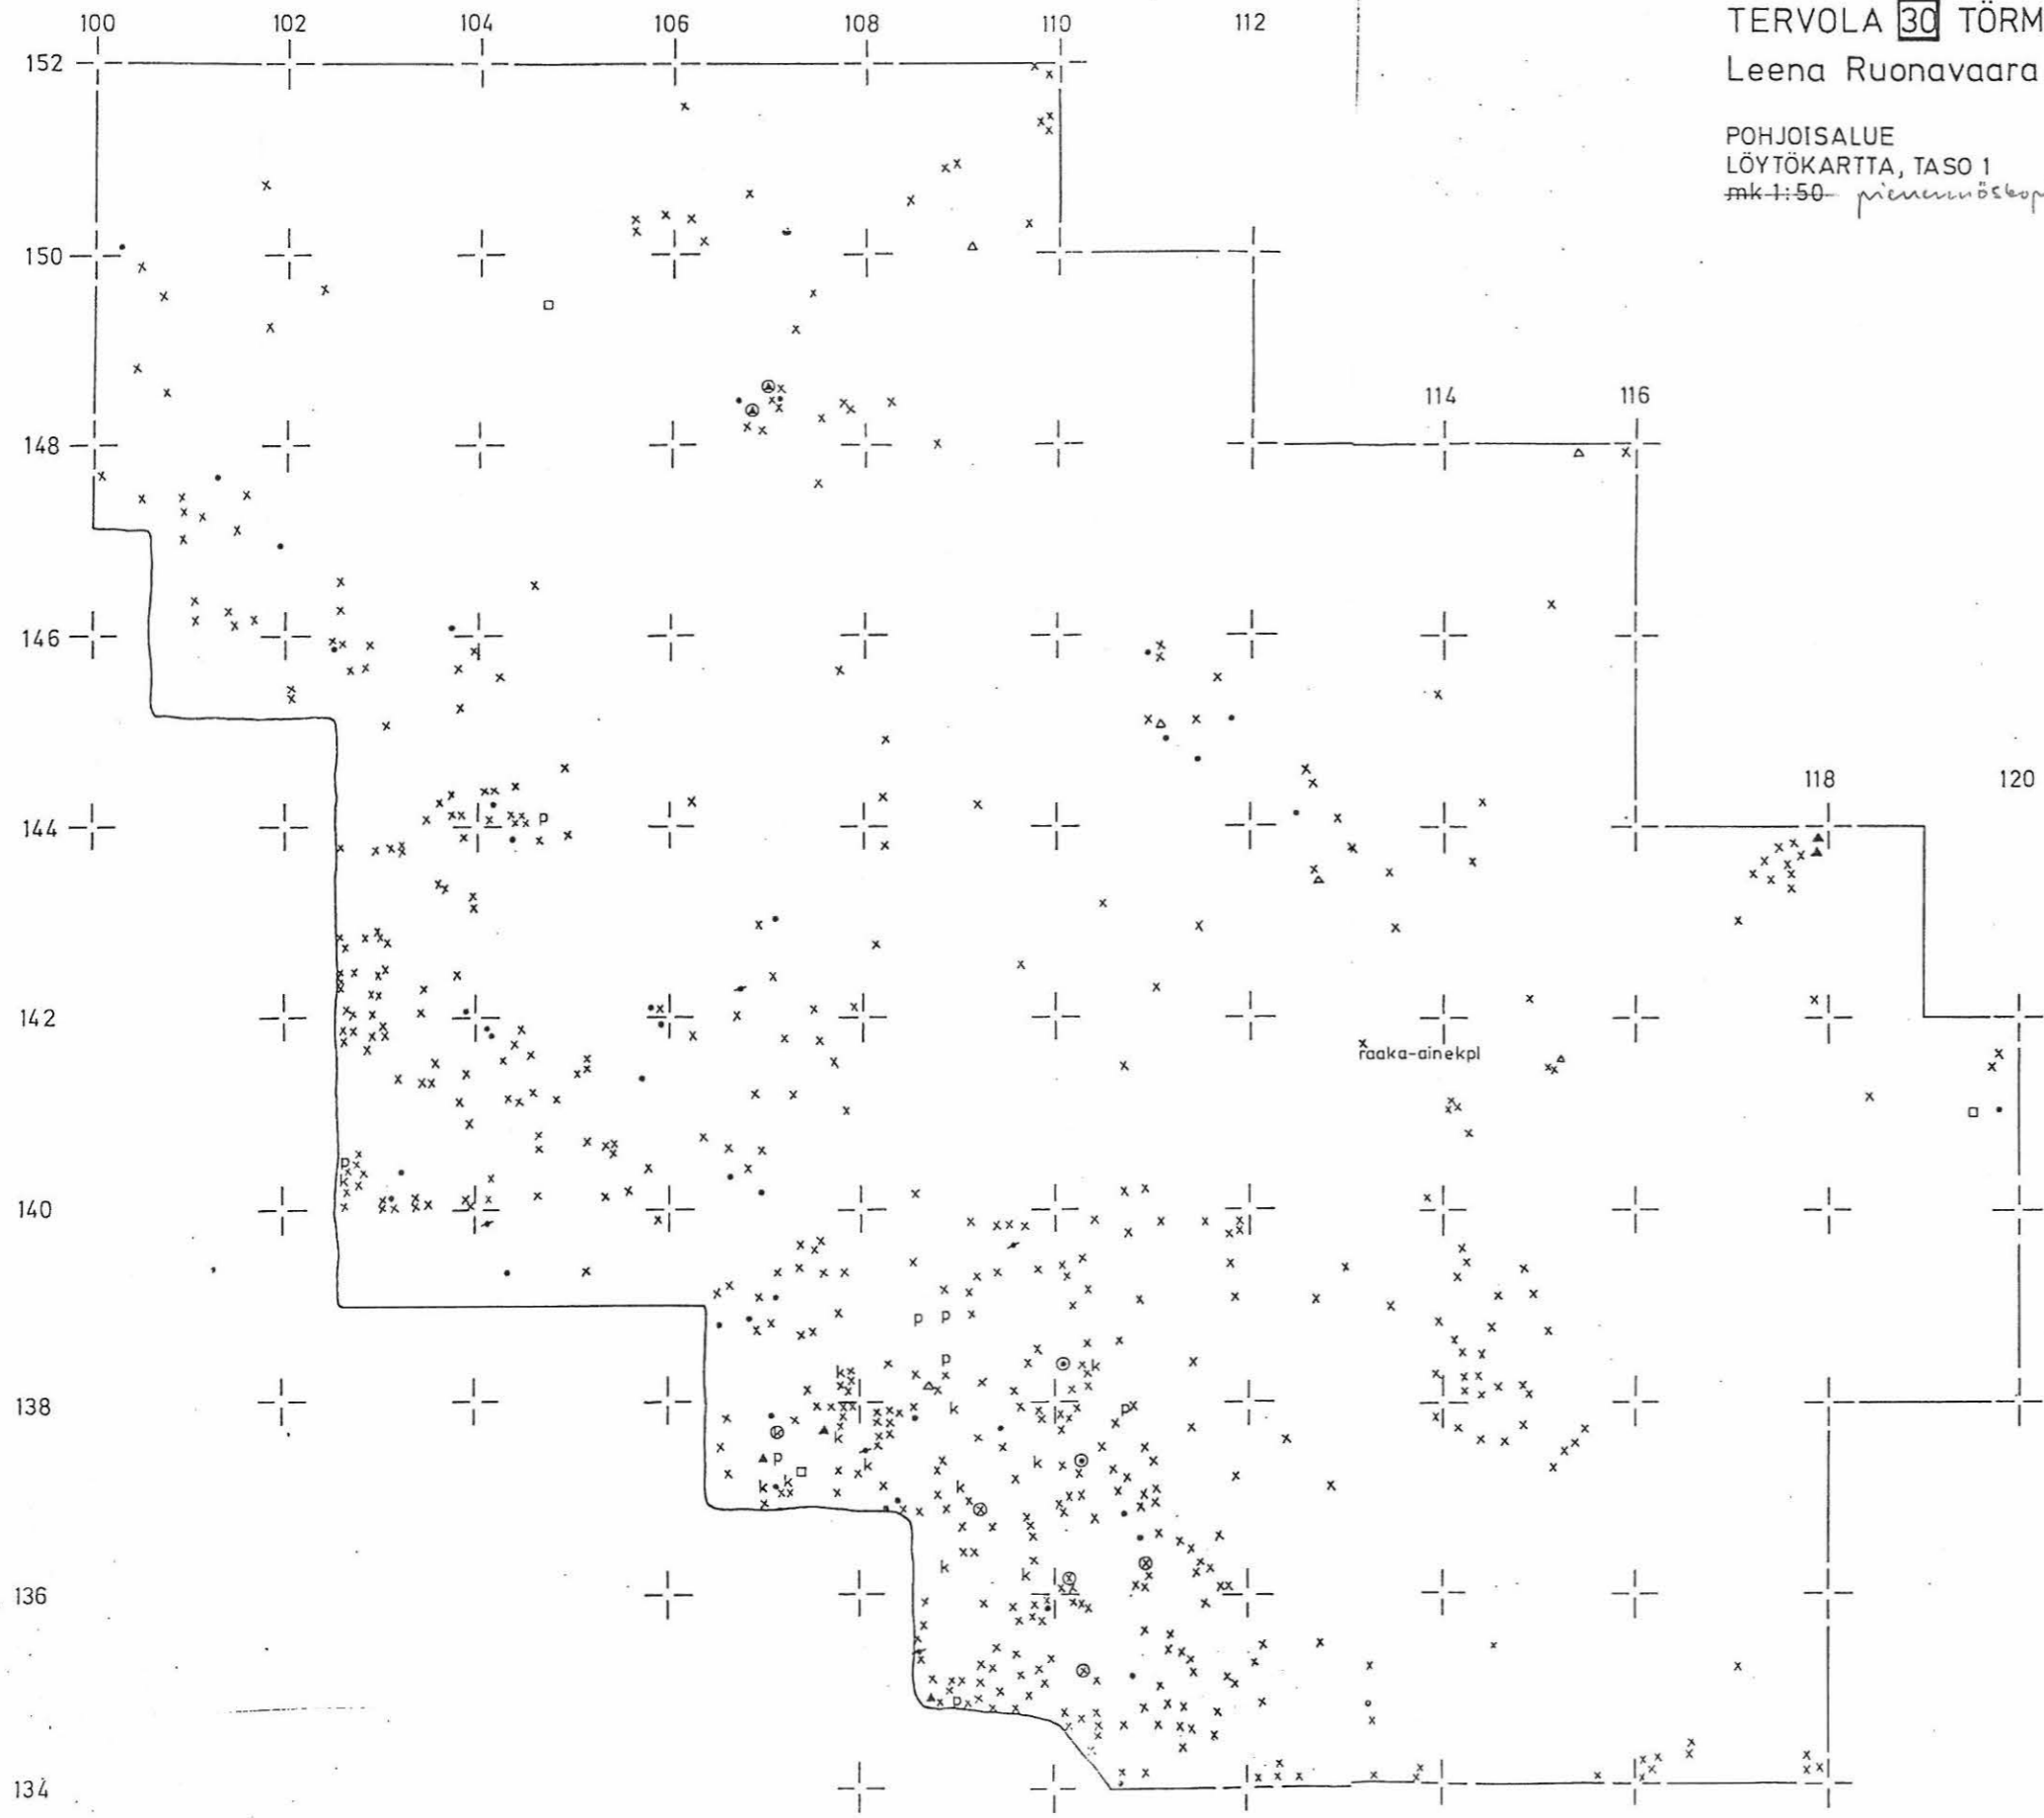 TERVOLA 30 TÖRM
Leena Ruonavaara
POHJOISALUE
LÖYTÖKARTTA, TASO 1
mk 1:50
100 102 104 106 108 110 112
152
150
114 116
148
146
118 120
144
p
142
raaka-ainekpl
p
k
140
p p
p
k k
138
k p
k k
p k k
k k
k k
136
p
134